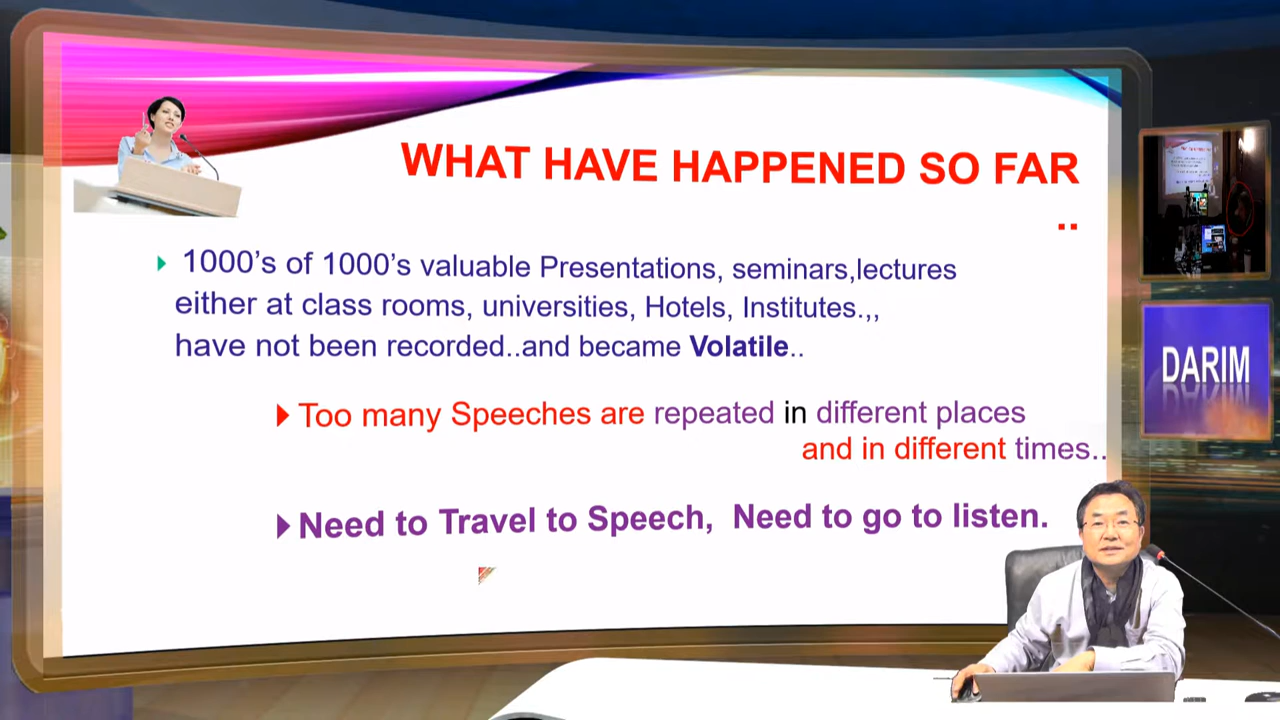 WHAT HAVE HAPPENED SO FAR
..
1000's of 1000's valuable Presentations, seminars,lectures
either at class rooms, universities, Hotels, Institutes.,,
have not been recorded..and became Volatile..
Too many Speeches are repeated in different places
and in different times..
Need to Travel to Speech, Need to go to listen.
DARIM